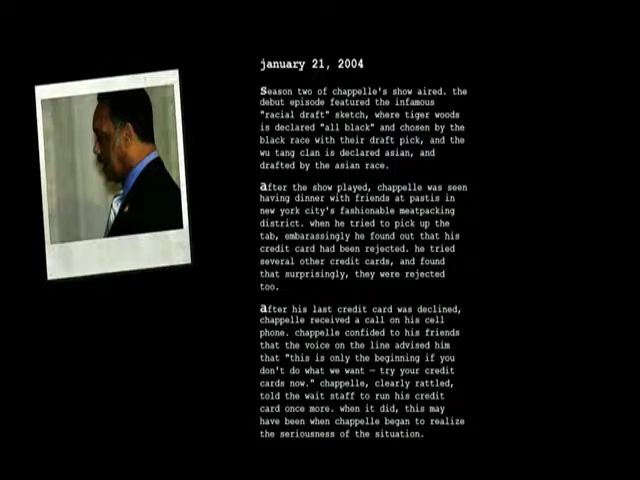 january 21, 2004
season two of chappelle's show aired. the
debut episode featured the infamous
"racial draft" sketch, where tiger woods
is declared "all black" and chosen by the
black race with their draft pick, and the
wu tang clan is declared asian, and
drafted by the asian race.
after the show played, chappelle was seen
having dinner with friends at pastis in
new york city's fashionable meatpacking
district. when he tried to pick up the
tab, embarassingly he found out that his
credit card had been rejected. he tried
several other credit cards, and found
that surprisingly, they were rejected
too.
after his last credit card was declined,
chappelle received a call on his cell
phone. chappelle confided to his friends
that the voice on the line advised him
that "this is only the beginning if you
don't do what we want — try your credit
cards now." chappelle, clearly rattled,
told the wait staff to run his credit
card once more. when it did, this may
have been when chappelle began to realize
the seriousness of the situation.